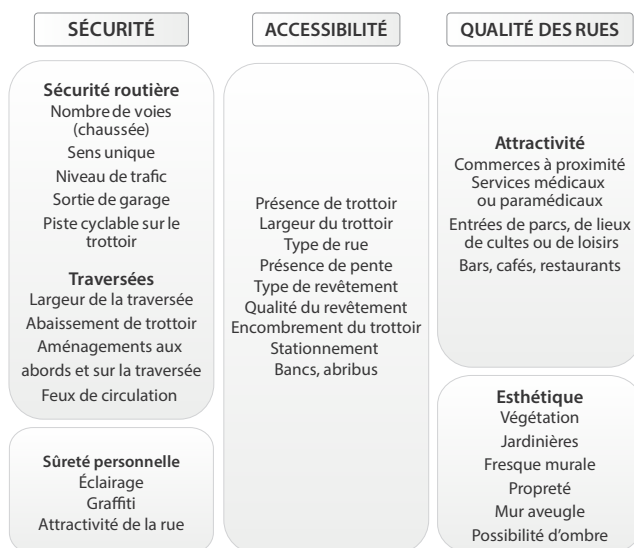 SÉCURITÉ
Sécurité routière
Nombre de voies
(chaussée)
Sens unique
Niveau de trafic
Sortie de garage
Piste cyclable sur le
trottoir
Traversées
Largeur de la traversée
Abaissement de trottoir
Aménagements aux
abords et sur la traversée
Feux de circulation
Sûreté personnelle
Éclairage
Graffiti
Attractivité de la rue
ACCESSIBILITÉ
Présence de trottoir
Largeur du trottoir
Type de rue
Présence de pente
Type de revêtement
Qualité du revêtement
Encombrement du trottoir
Stationnement
Bancs, abribus
QUALITÉ DES RUES
Attractivité
Commerces à proximité
Services médicaux
ou paramédicaux
Entrées de parcs, de lieux
de cultes ou de loisirs
Bars, cafés, restaurants
Esthétique
Végétation
Jardinières
Fresque murale
Propreté
Mur aveugle
Possibilité d'ombre